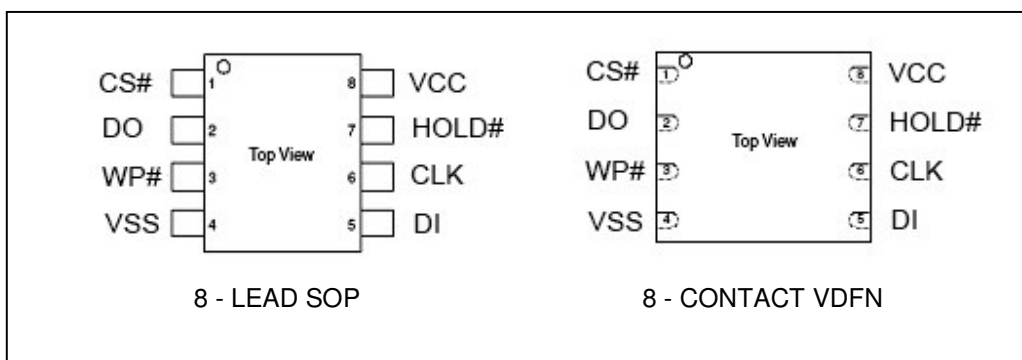 CS# 1 8 VCC
DO 2 7 HOLD#
Top View
WP# 3 6 CLK
VSS 4 5 DI
8 - LEAD SOP
CS# 1 8 VCC
DO 2 7 HOLD#
Top View
WP# 3 6 CLK
VSS 4 5 DI
8 - CONTACT VDFN